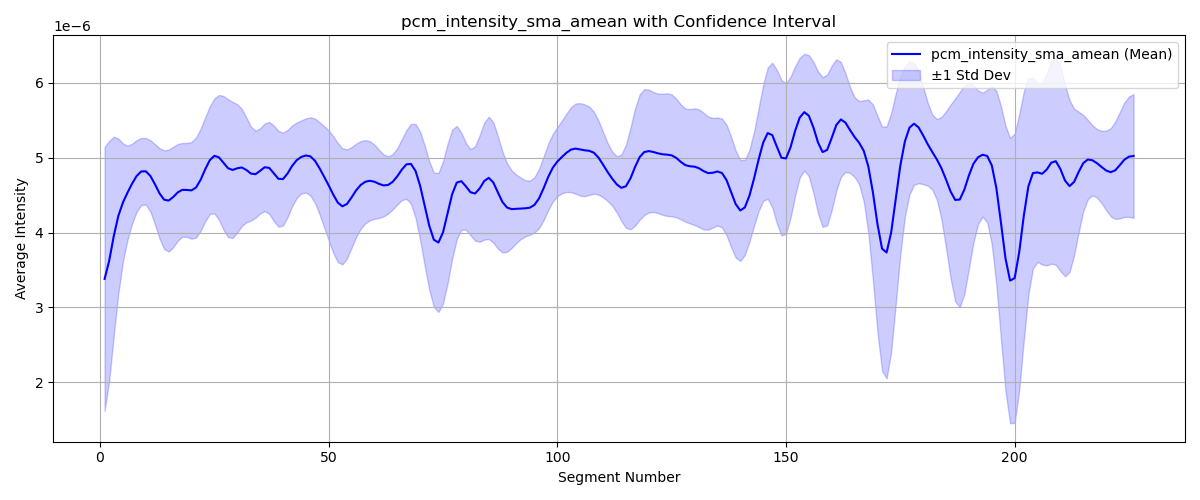 pcm_intensity_sma_amean with Confidence Interval
1e−6
pcm_intensity_sma_amean (Mean)
±1 Std Dev
6
5
4
3
2
Average Intensity
0 50 100 150 200
Segment Number